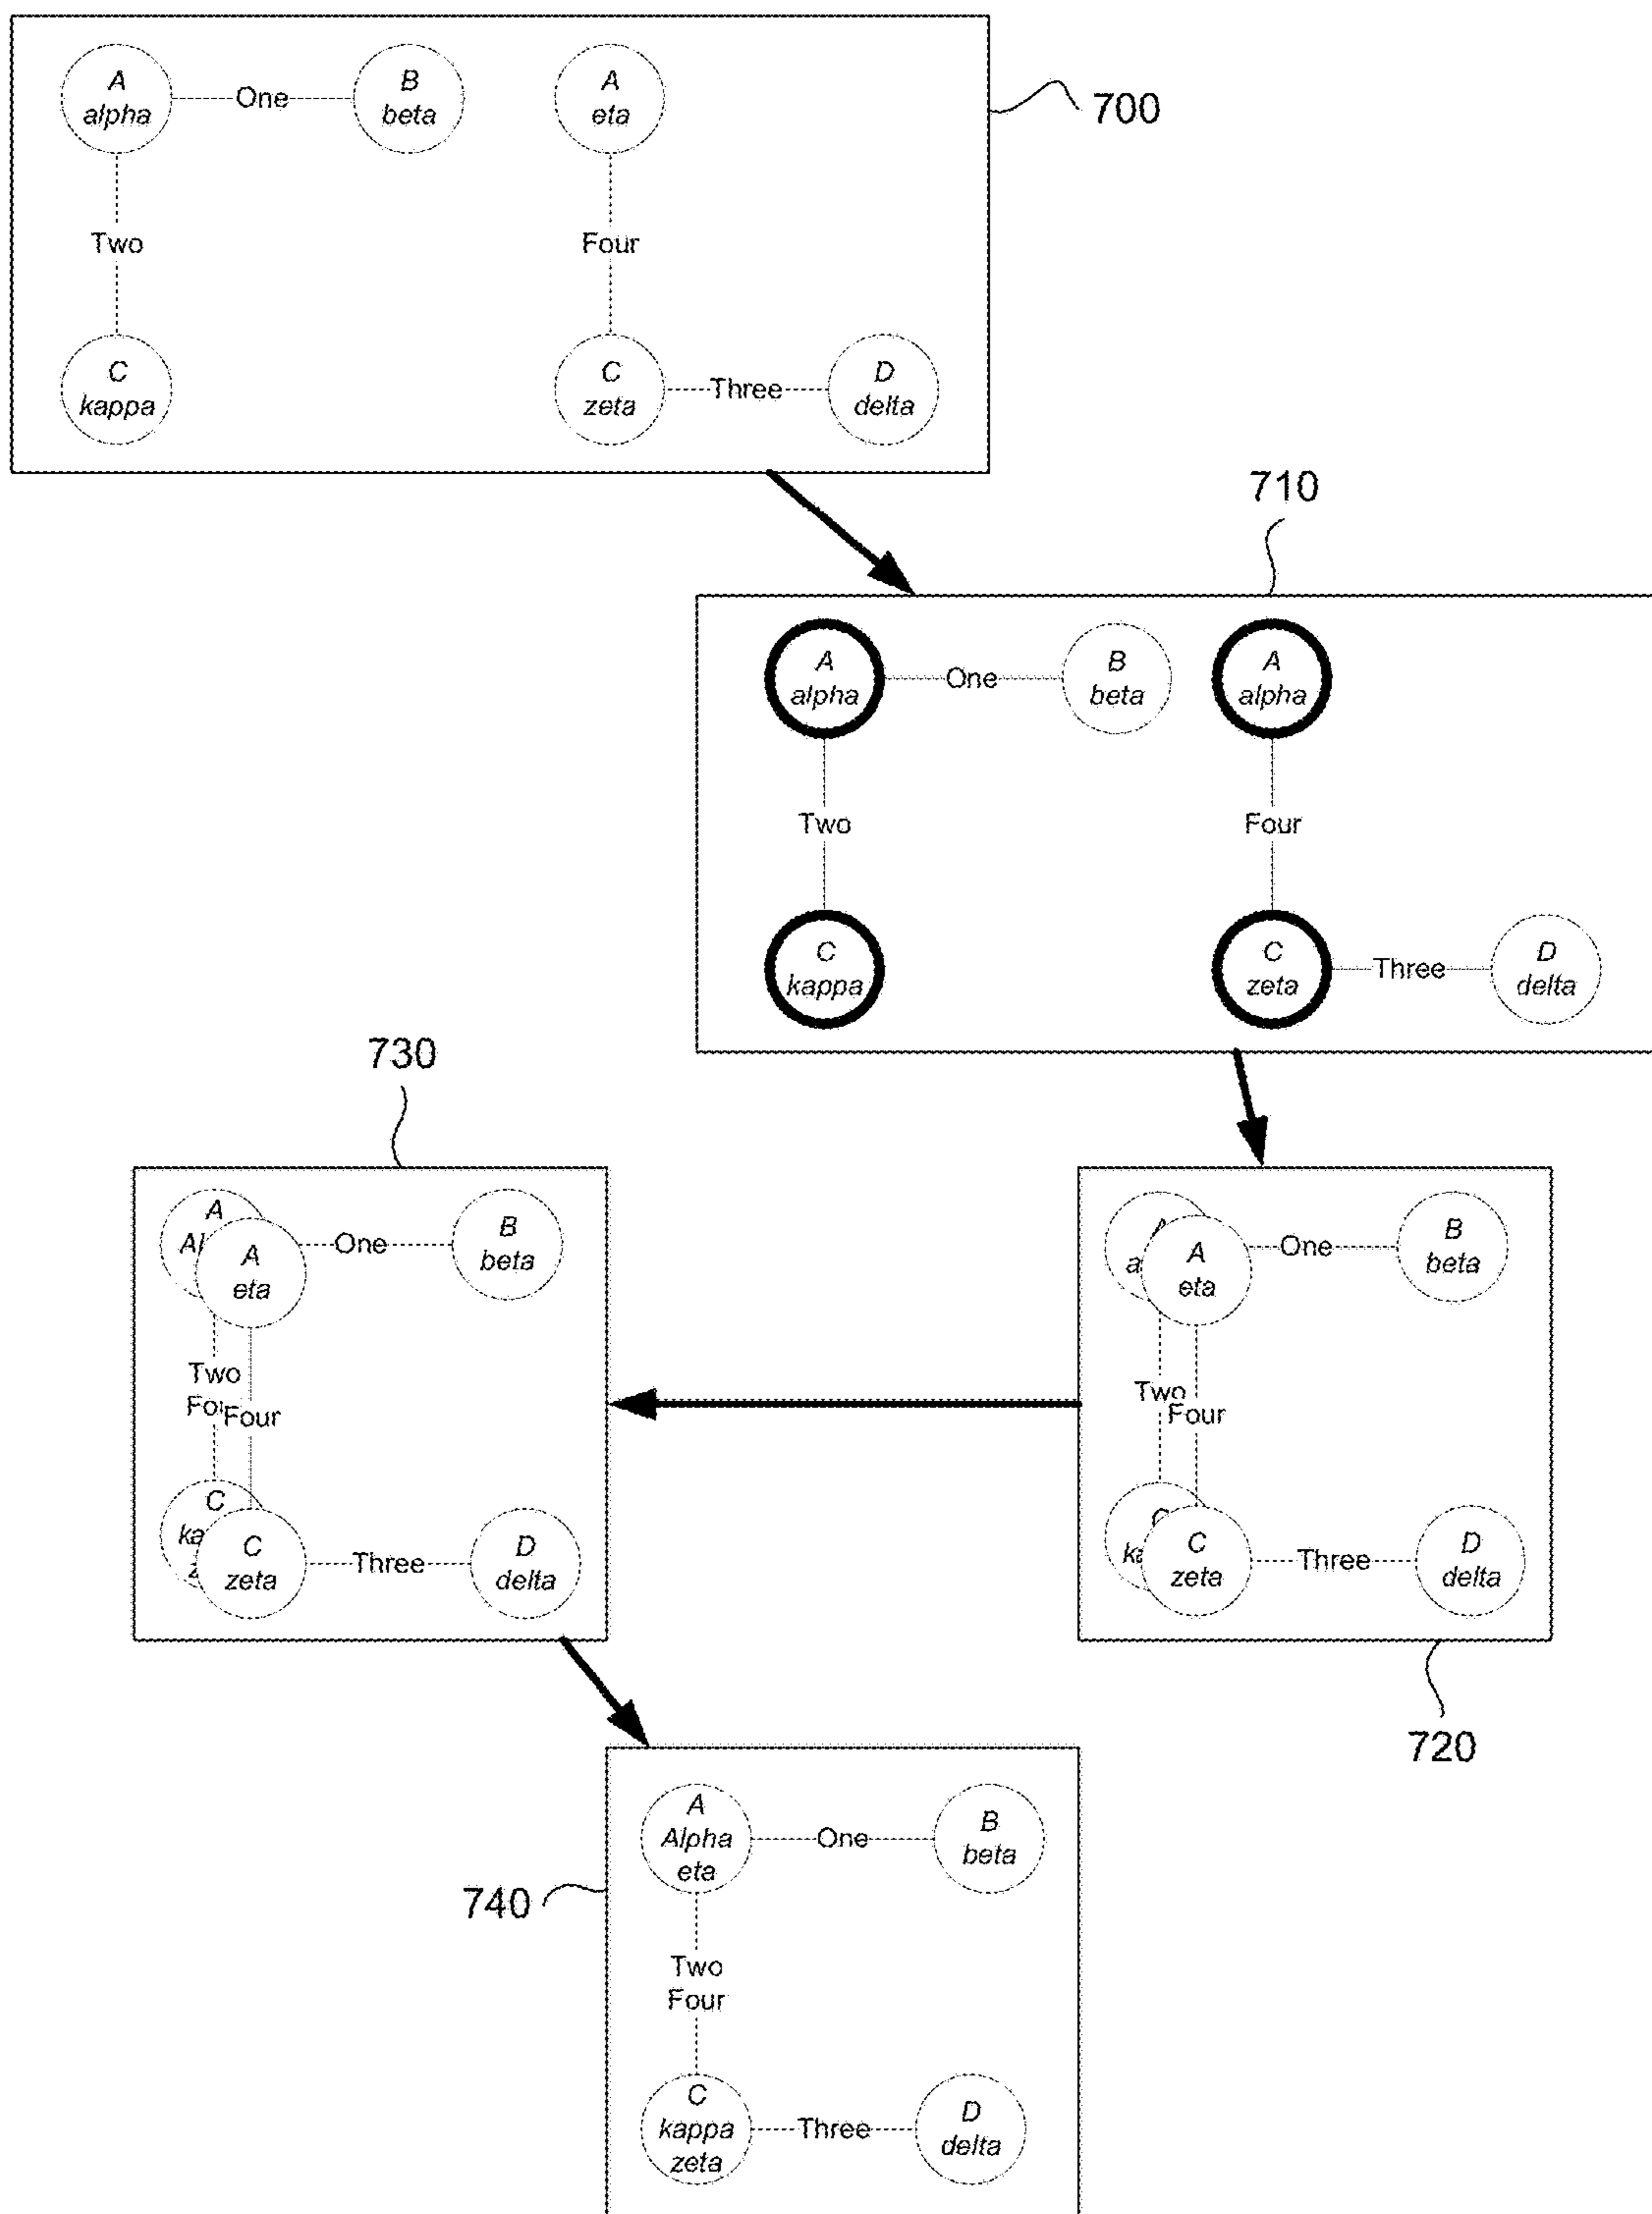 A
alpha
One
B
beta
A
eta
700
Two
Four
C
kappa
C
zeta
Three
D
delta
710
A
alpha
One
B
beta
A
alpha
Two
Four
C
kappa
C
zeta
Three
D
delta
730
A
A
eta
One
B
beta
Two
Four
C
C
zeta
Three
D
delta
A
eta
One
B
beta
Two
Four
C
zeta
Three
D
delta
720
A
Alpha
eta
One
B
beta
740
Two
Four
C
kappa
zeta
Three
D
delta